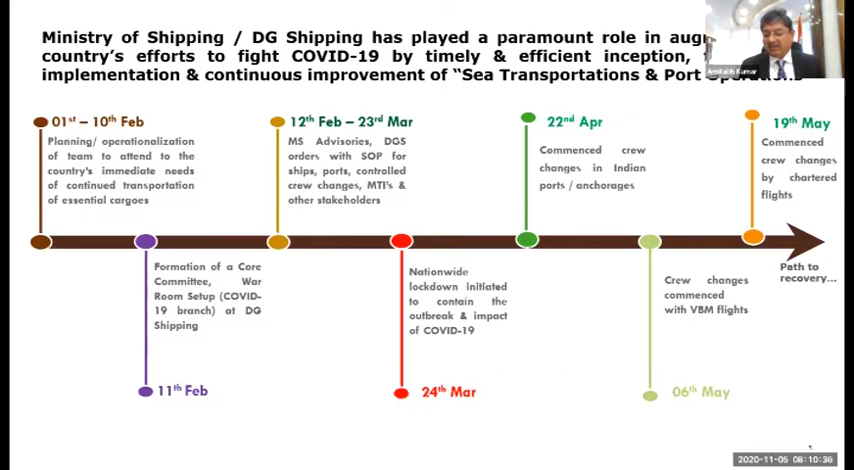 Ministry of Shipping / DG Shipping has played a paramount role in
country's efforts to fight COVID-19 by timely & efficient inception,
implementation & continuous improvement of "Sea Transportations & Port Operations"
Amitabh Kumar
01st – 10th Feb
Planning/ operationalization
of team to attend to the
country's immediate needs
of continued transportation
of essential cargoes
12th Feb – 23rd Mar
MS Advisories, DGS
orders with SOP for
ships, ports, controlled
crew changes, MTI's &
other stakeholders
22nd Apr
Commenced crew
changes in Indian
ports / anchorages
19th May
Commenced
crew changes
by chartered
flights
Formation of a Core
Committee, War
Room Setup (COVID-
19 branch) at DG
Shipping
11th Feb
Nationwide
lockdown initiated
to contain the
outbreak & impact
of COVID-19
24th Mar
Crew changes
commenced
with VBM flights
06th May
Path to
recovery...
2020-11-05 08:10:36